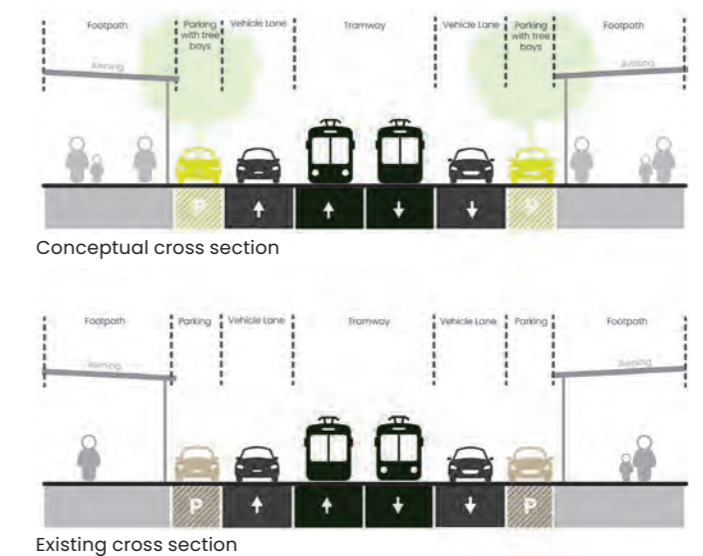 Footpath
Parking
with tree
bays
Vehicle Lane
Tramway
Vehicle Lane
Parking
with tree
bays
Footpath
Awning
Awning
P
P
Conceptual cross section
Footpath
Parking
Vehicle Lane
Tramway
Vehicle Lane
Parking
Footpath
Awning
Awning
P
P
Existing cross section